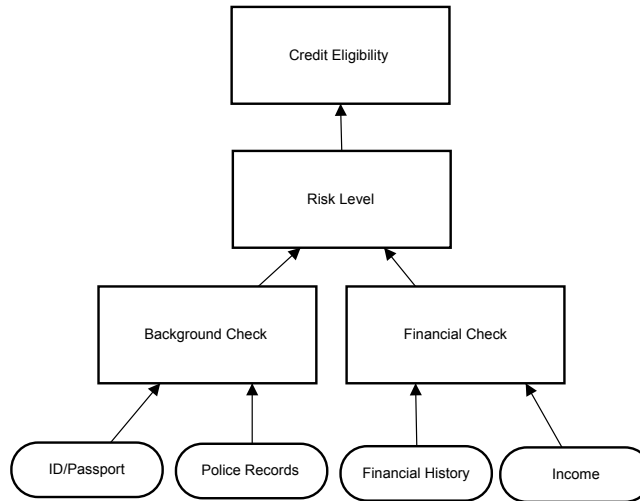 Credit Eligibility
Risk Level
Background Check
Financial Check
ID/Passport
Police Records
Financial History
Income